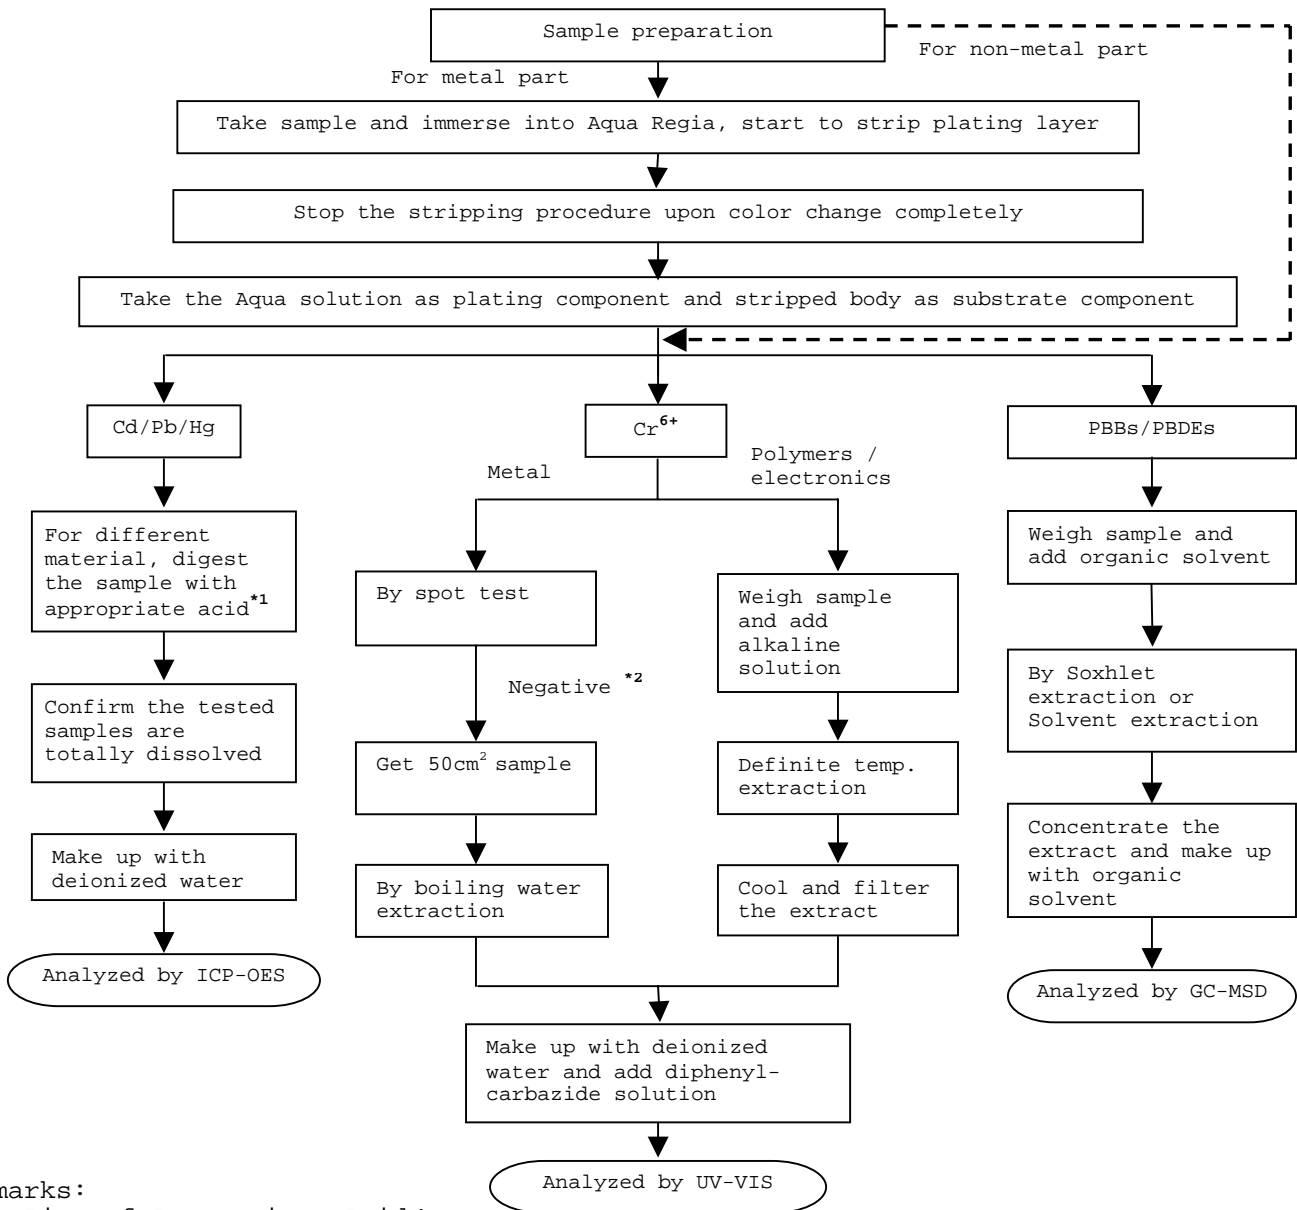 Sample preparation
For non-metal part
For metal part
Take sample and immerse into Aqua Regia, start to strip plating layer
Stop the stripping procedure upon color change completely
Take the Aqua solution as plating component and stripped body as substrate component
Cd/Pb/Hg
Cr⁶⁺
PBBs/PBDEs
Metal
Polymers /
electronics
For different
material, digest
the sample with
appropriate acid*1
Confirm the tested
samples are
totally dissolved
Make up with
deionized water
Analyzed by ICP-OES
By spot test
Negative *2
Get 50cm² sample
By boiling water
extraction
Weigh sample
and add
alkaline
solution
Definite temp.
extraction
Cool and filter
the extract
Make up with deionized
water and add diphenyl-
carbazide solution
Analyzed by UV-VIS
Weigh sample and
add organic solvent
By Soxhlet
extraction or
Solvent extraction
Concentrate the
extract and make up
with organic
solvent
Analyzed by GC-MSD
marks: